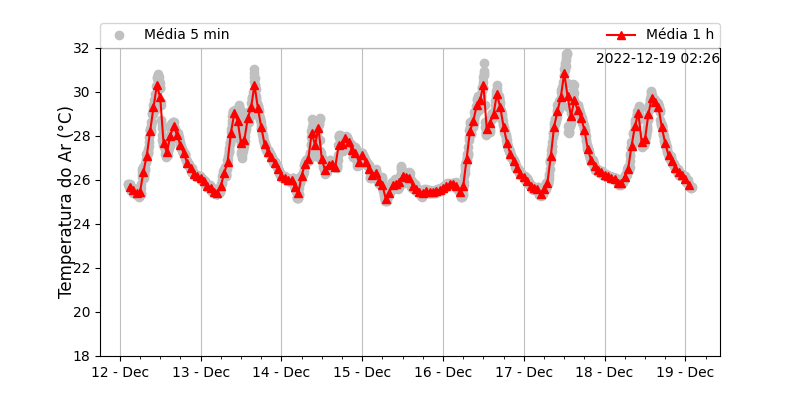 Média 5 min
Média 1 h
2022-12-19 02:26
Temperatura do Ar (°C)
32
30
28
26
24
22
20
18
12 - Dec
13 - Dec
14 - Dec
15 - Dec
16 - Dec
17 - Dec
18 - Dec
19 - Dec